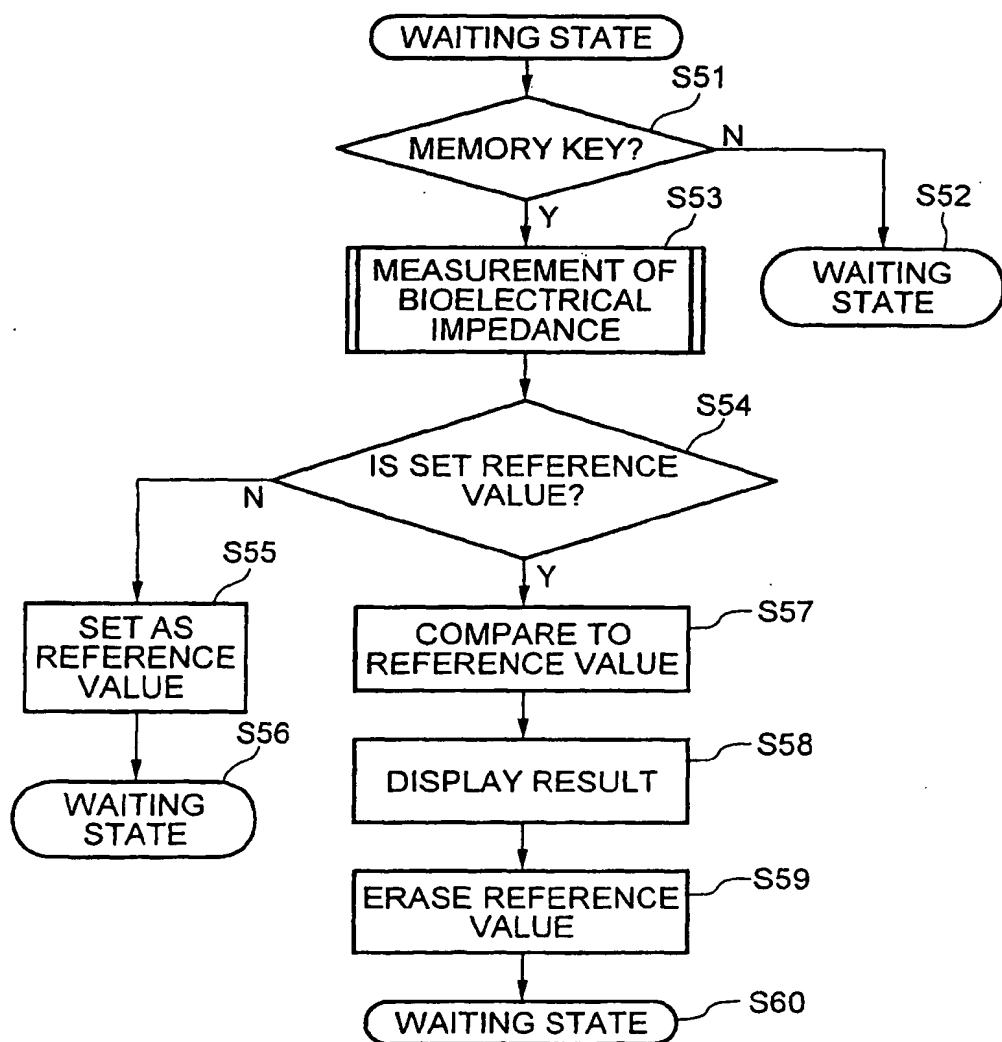 WAITING STATE
S51
MEMORY KEY?
N
Y
S53
S52
MEASUREMENT OF
BIOELECTRICAL
IMPEDANCE
WAITING
STATE
S54
IS SET REFERENCE
VALUE?
N
Y
S55
SET AS
REFERENCE
VALUE
S57
COMPARE TO
REFERENCE VALUE
S56
WAITING
STATE
S58
DISPLAY RESULT
S59
ERASE REFERENCE
VALUE
S60
WAITING STATE